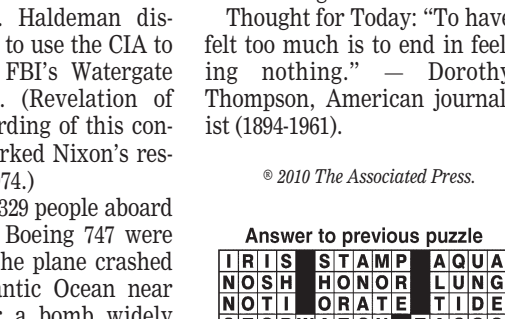 . Haldeman dis-
to use the CIA to
FBI's Watergate
. (Revelation of
rding of this con-
rked Nixon's res-
74.)
329 people aboard
Boeing 747 were
he plane crashed
antic Ocean near
a bomb widely
Thought for Today: “To have
felt too much is to end in feel
ing nothing.” — Dorothy
Thompson, American journal
ist (1894-1961).
® 2010 The Associated Press.
Answer to previous puzzle
IRIS STAMP AQUA
NOSH HONOR LUNG
NOTI ORATE TIDE